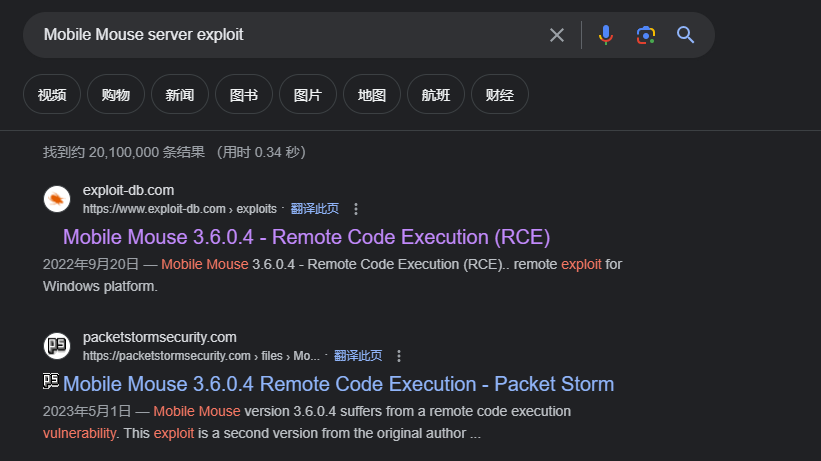 Mobile Mouse server exploit
视频 购物 新闻 图书 图片 地图 航班 财经
找到约 20,100,000 条结果 （用时 0.34 秒）
exploit-db.com
https://www.exploit-db.com › exploits · 翻译此页
Mobile Mouse 3.6.0.4 - Remote Code Execution (RCE)
2022年9月20日 — Mobile Mouse 3.6.0.4 - Remote Code Execution (RCE).. remote exploit for
Windows platform.
packetstormsecurity.com
https://packetstormsecurity.com › files › Mo... · 翻译此页
Mobile Mouse 3.6.0.4 Remote Code Execution - Packet Storm
2023年5月1日 — Mobile Mouse version 3.6.0.4 suffers from a remote code execution
vulnerability. This exploit is a second version from the original author ...